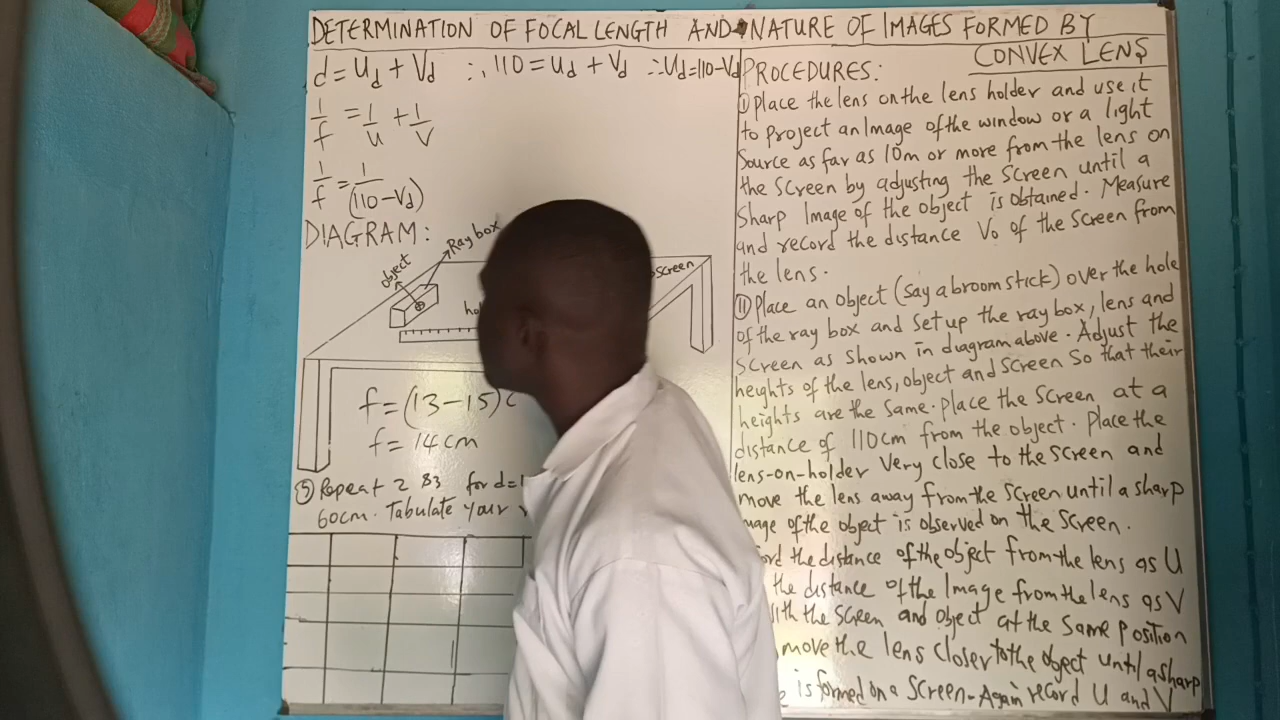 DETERMINATION OF FOCAL LENGTH AND NATURE OF IMAGES FORMED BY
CONVEX LENS
d = Ud + Vd ∴ 110 = Ud + Vd ∴ Ud = 110 - Vd
1/f = 1/u + 1/v
1/f = 1/(110 - Vd)
DIAGRAM:
Ray box
object
screen
f = (13 - 15)
f = 14cm
⑤ Repeat 2 &3 for d=
60cm. Tabulate your
PROCEDURES:
① Place the lens on the lens holder and use it
to project an Image of the window or a light
Source as far as 10m or more from the lens on
the Screen by adjusting the Screen until a
Sharp Image of the object is obtained. Measure
and record the distance Vo of the Screen from
the lens.
⑪ Place an object (say a broom stick) over the hole
of the ray box and set up the ray box, lens and
Screen as shown in diagram above. Adjust the
heights of the lens, object and Screen So that their
heights are the Same. Place the Screen at a
distance of 110cm from the object. Place the
lens-on-holder Very close to the Screen and
move the lens away from the Screen until a sharp
mage of the object is observed on the Screen.
ord the distance of the object from the lens as U
the distance of the Image from the lens as V
ith the Screen and object at the Same position
move the lens closer to the object until a sharp
is formed on a Screen. Again record U and V